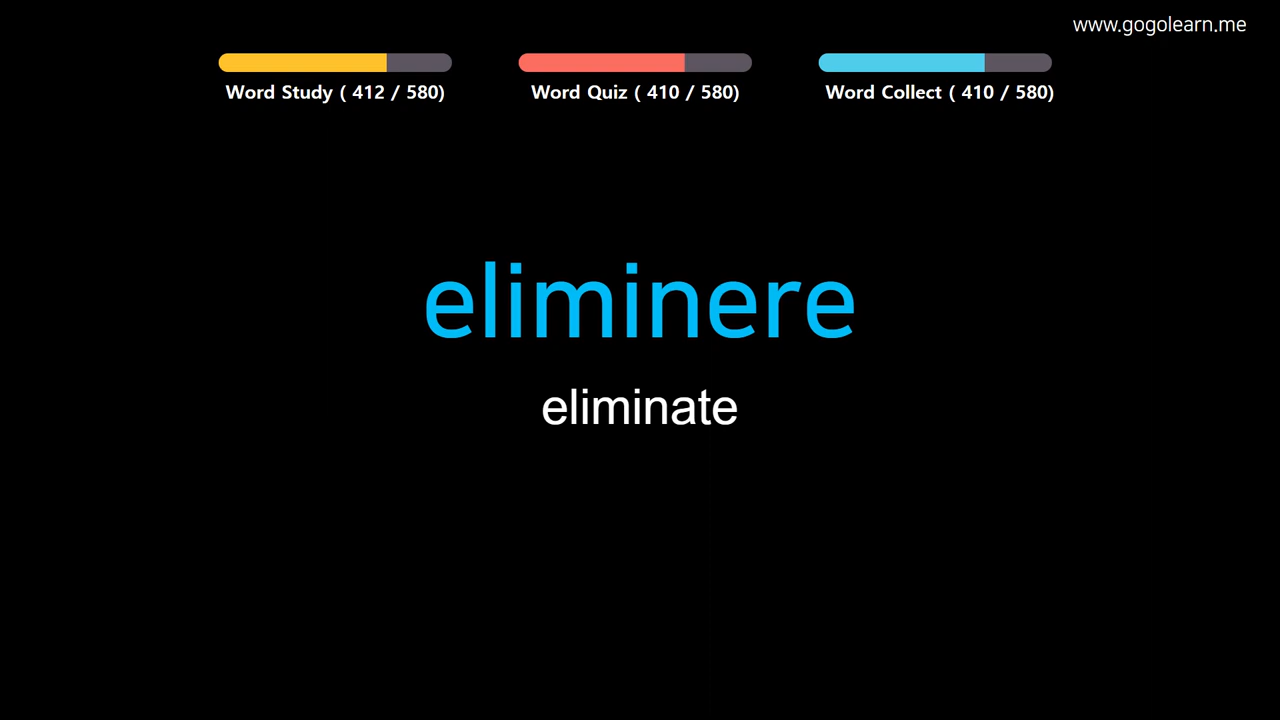 www.gogolearn.me
Word Study ( 412 / 580)
Word Quiz ( 410 / 580)
Word Collect ( 410 / 580)
eliminere
eliminate